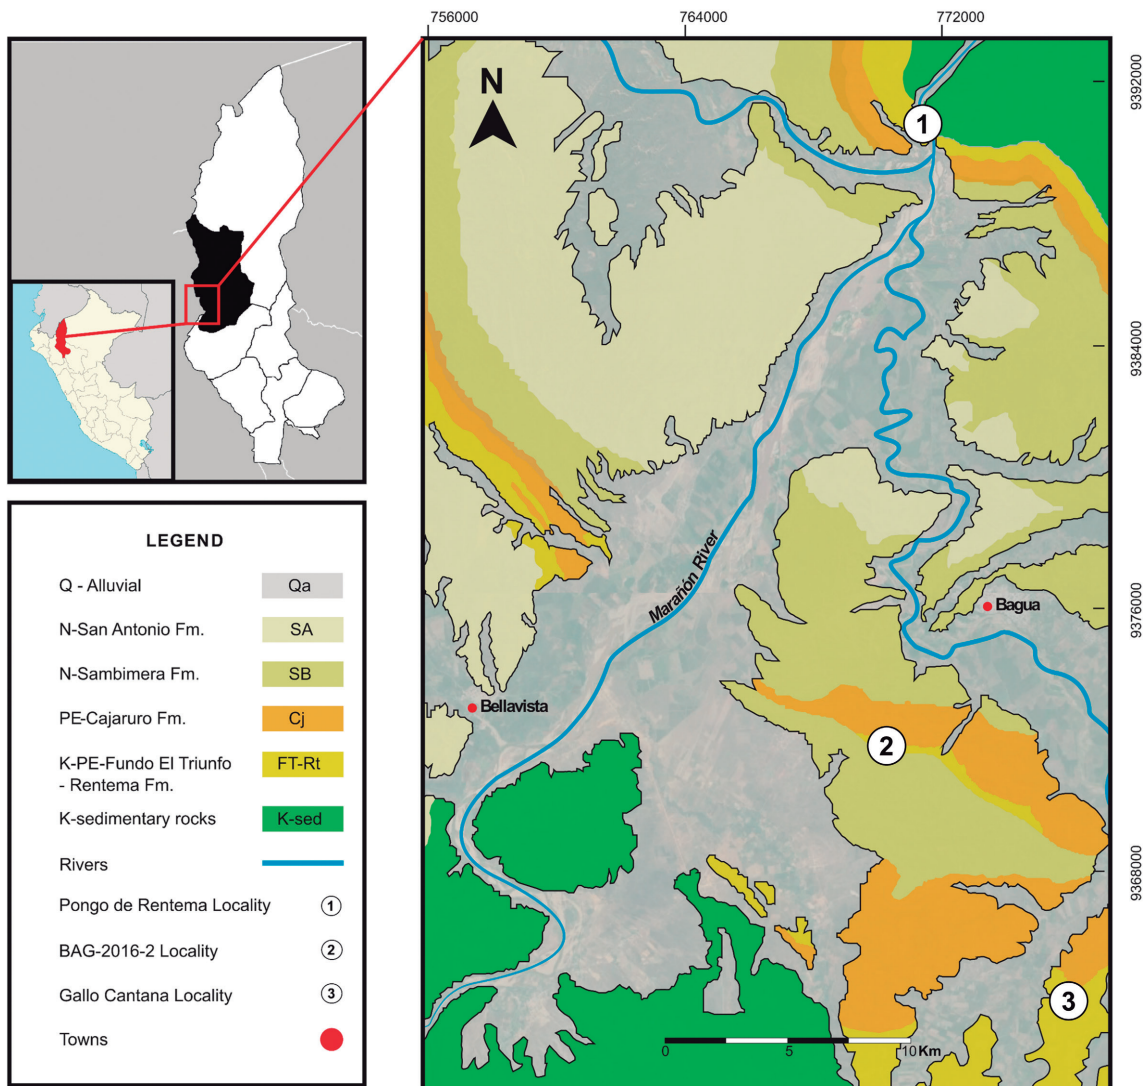 756000
764000
772000
N
9392000
1
9384000
Marañón River
9376000
Bagua
Bellavista
2
9368000
3
0
5
10 Km
LEGEND
Q - Alluvial
Qa
N-San Antonio Fm.
SA
N-Sambimera Fm.
SB
PE-Cajaruro Fm.
Cj
K-PE-Fundo El Triunfo
- Rentema Fm.
FT-Rt
K-sedimentary rocks
K-sed
Rivers
Pongo de Rentema Locality
1
BAG-2016-2 Locality
2
Gallo Cantana Locality
3
Towns